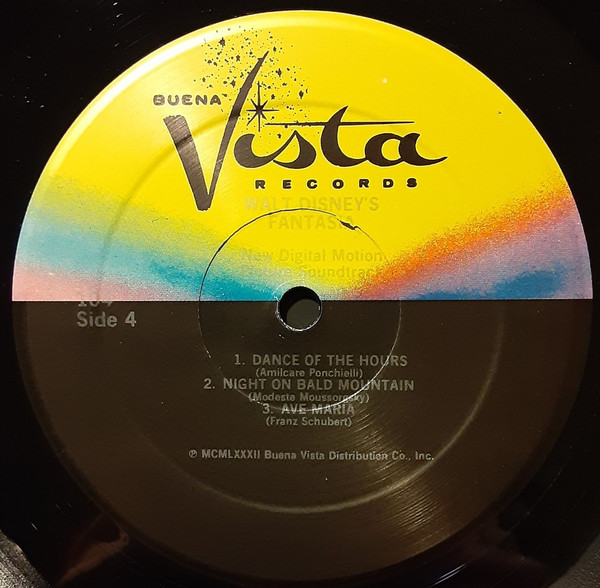 BUENA
Vista
RECORDS
WALT DISNEY'S
FANTASIA
New Digital Motion
Picture Soundtrack
104
Side 4
1. DANCE OF THE HOURS
(Amilcare Ponchielli)
2. NIGHT ON BALD MOUNTAIN
(Modeste Moussorgsky)
3. AVE MARIA
(Franz Schubert)
℗ MCMLXXXII Buena Vista Distribution Co., Inc.